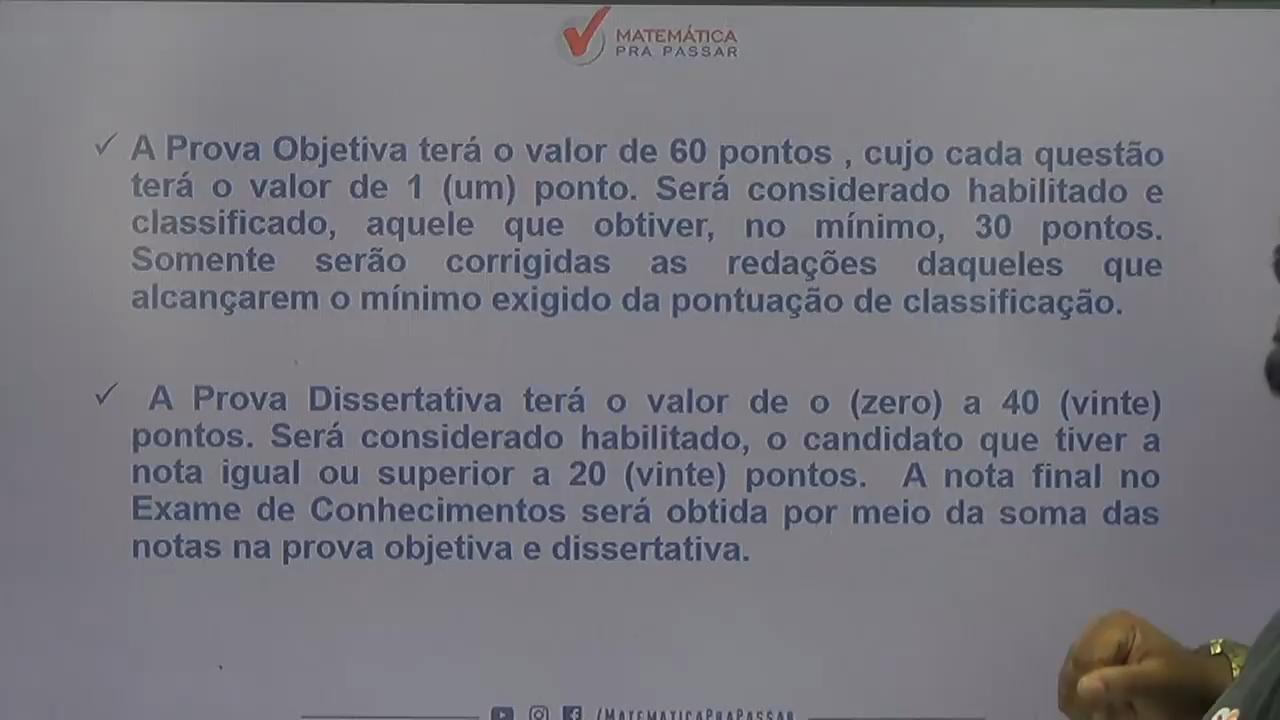 MATEMÁTICA
PRA PASSAR
✓ A Prova Objetiva terá o valor de 60 pontos , cujo cada questão
terá o valor de 1 (um) ponto. Será considerado habilitado e
classificado, aquele que obtiver, no mínimo, 30 pontos.
Somente serão corrigidas as redações daqueles que
alcançarem o mínimo exigido da pontuação de classificação.
✓ A Prova Dissertativa terá o valor de o (zero) a 40 (vinte)
pontos. Será considerado habilitado, o candidato que tiver a
nota igual ou superior a 20 (vinte) pontos. A nota final no
Exame de Conhecimentos será obtida por meio da soma das
notas na prova objetiva e dissertativa.
/MATEMATICAPRAPASSAR